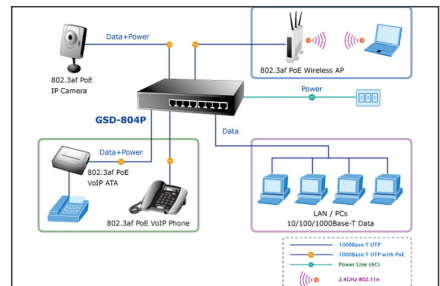 Data+Power
802.3af PoE
IP Camera
802.3af PoE Wireless AP
Power
GSD-804P
Data
Data+Power
802.3af PoE
VoIP ATA
802.3af PoE VoIP Phone
LAN / PCs
10/100/1000Base-T Data
1000Base-T UTP
1000Base-T UTP with PoE
Power Line (AC)
2.4GHz 802.11n